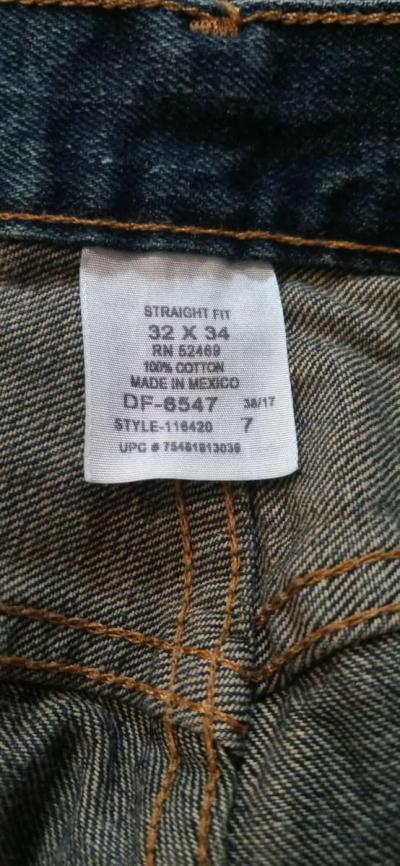 STRAIGHT FIT
32 X 34
RN 52469
100% COTTON
MADE IN MEXICO
DF-6547 38/17
STYLE-116420 7
UPC # 75481813039